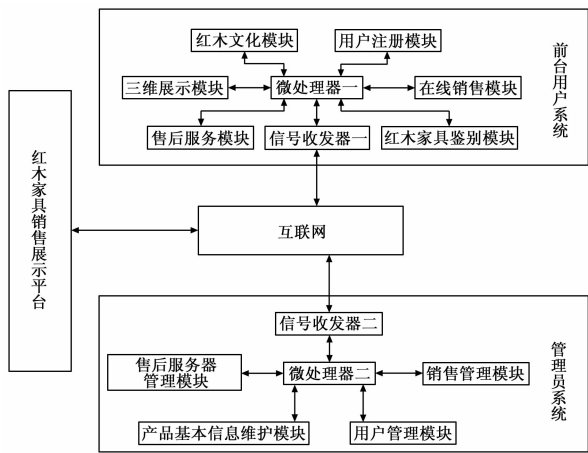 红木文化模块
用户注册模块
三维展示模块
微处理器一
在线销售模块
售后服务模块
信号收发器一
红木家具鉴别模块
前台用户系统
红木家具销售展示平台
互联网
信号收发器二
售后服务器
管理模块
微处理器二
销售管理模块
产品基本信息维护模块
用户管理模块
管理员系统